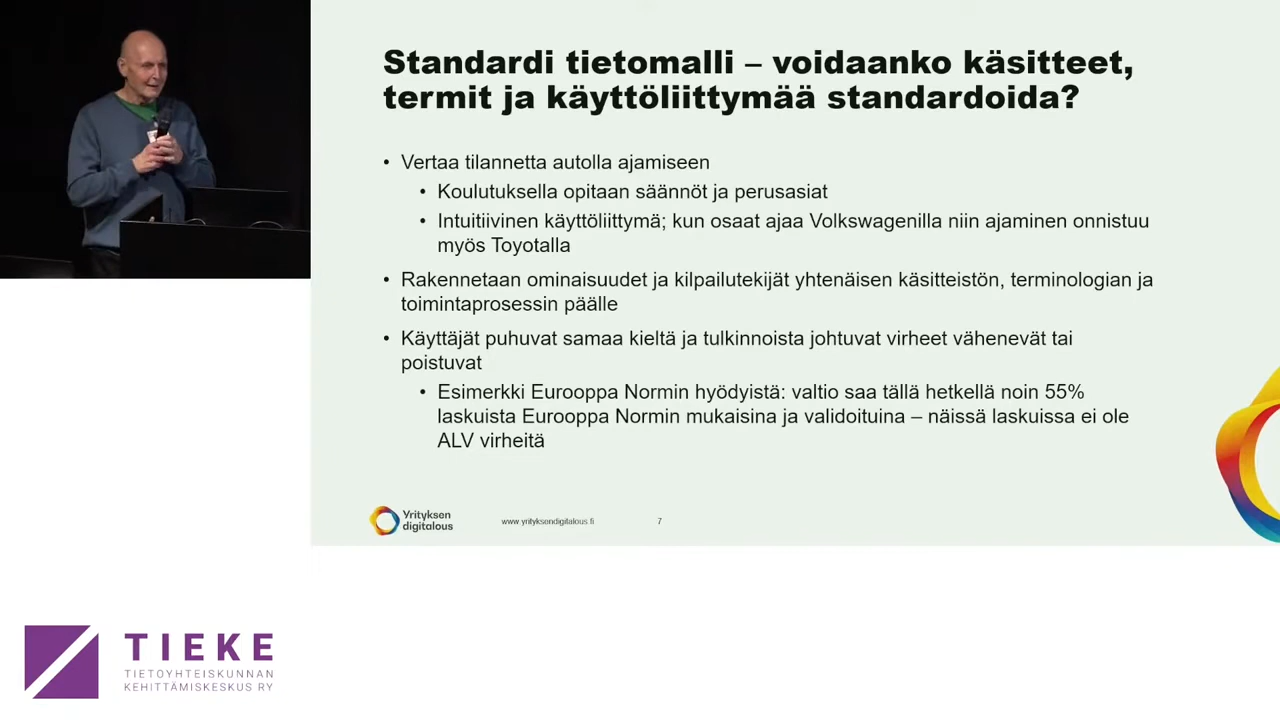 Standardi tietomalli – voidaanko käsitteet,
termit ja käyttöliittymää standardoida?
• Vertaa tilannetta autolla ajamiseen
• Koulutuksella opitaan säännöt ja perusasiat
• Intuitiivinen käyttöliittymä; kun osaat ajaa Volkswagenilla niin ajaminen onnistuu
myös Toyotalla
• Rakennetaan ominaisuudet ja kilpailutekijät yhtenäisen käsitteistön, terminologian ja
toimintaprosessin päälle
• Käyttäjät puhuvat samaa kieltä ja tulkinnoista johtuvat virheet vähenevät tai
poistuvat
• Esimerkki Eurooppa Normin hyödyistä: valtio saa tällä hetkellä noin 55%
laskuista Eurooppa Normin mukaisina ja validoituina – näissä laskuissa ei ole
ALV virheitä
Yrityksen
digitalous
www.yrityksendigitalous.fi
7
TIEKE
TIETOYHTEISKUNNAN
KEHITTÄMISKESKUS RY